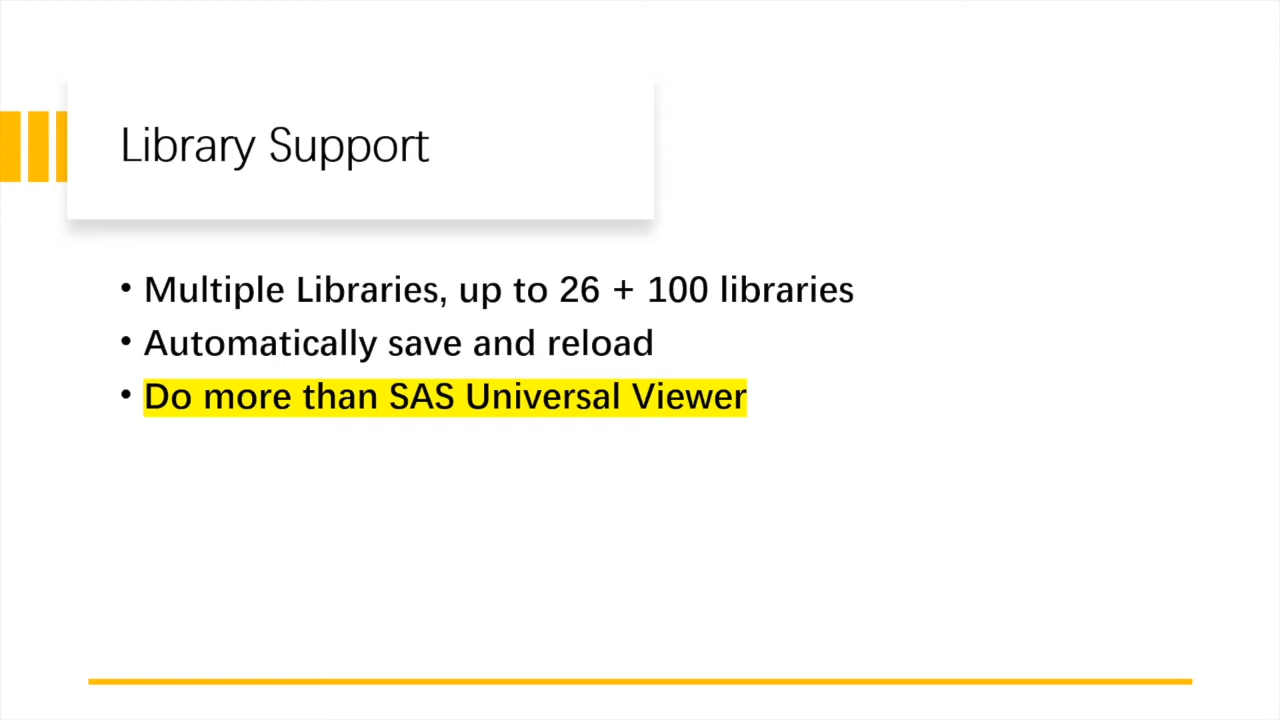 Library Support
• Multiple Libraries, up to 26 + 100 libraries
• Automatically save and reload
• Do more than SAS Universal Viewer